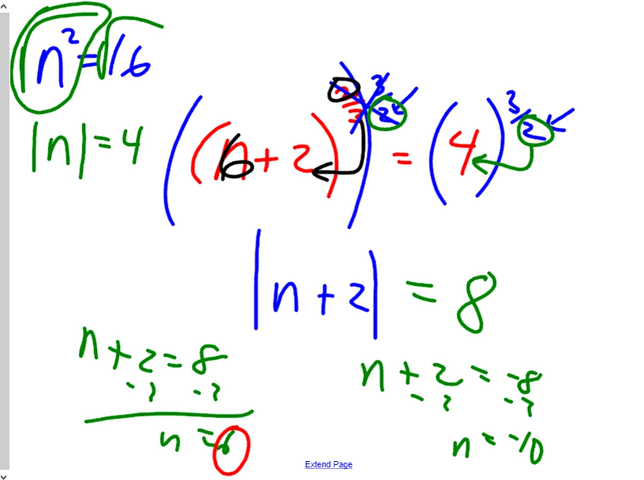 √n² = √16
|n| = 4
((n + 2)^(2/3))^(3/2) = (4)^(3/2)
|n + 2| = 8
n + 2 = 8
-2 -2
n = 6
n + 2 = -8
-2 -2
n = -10
Extend Page